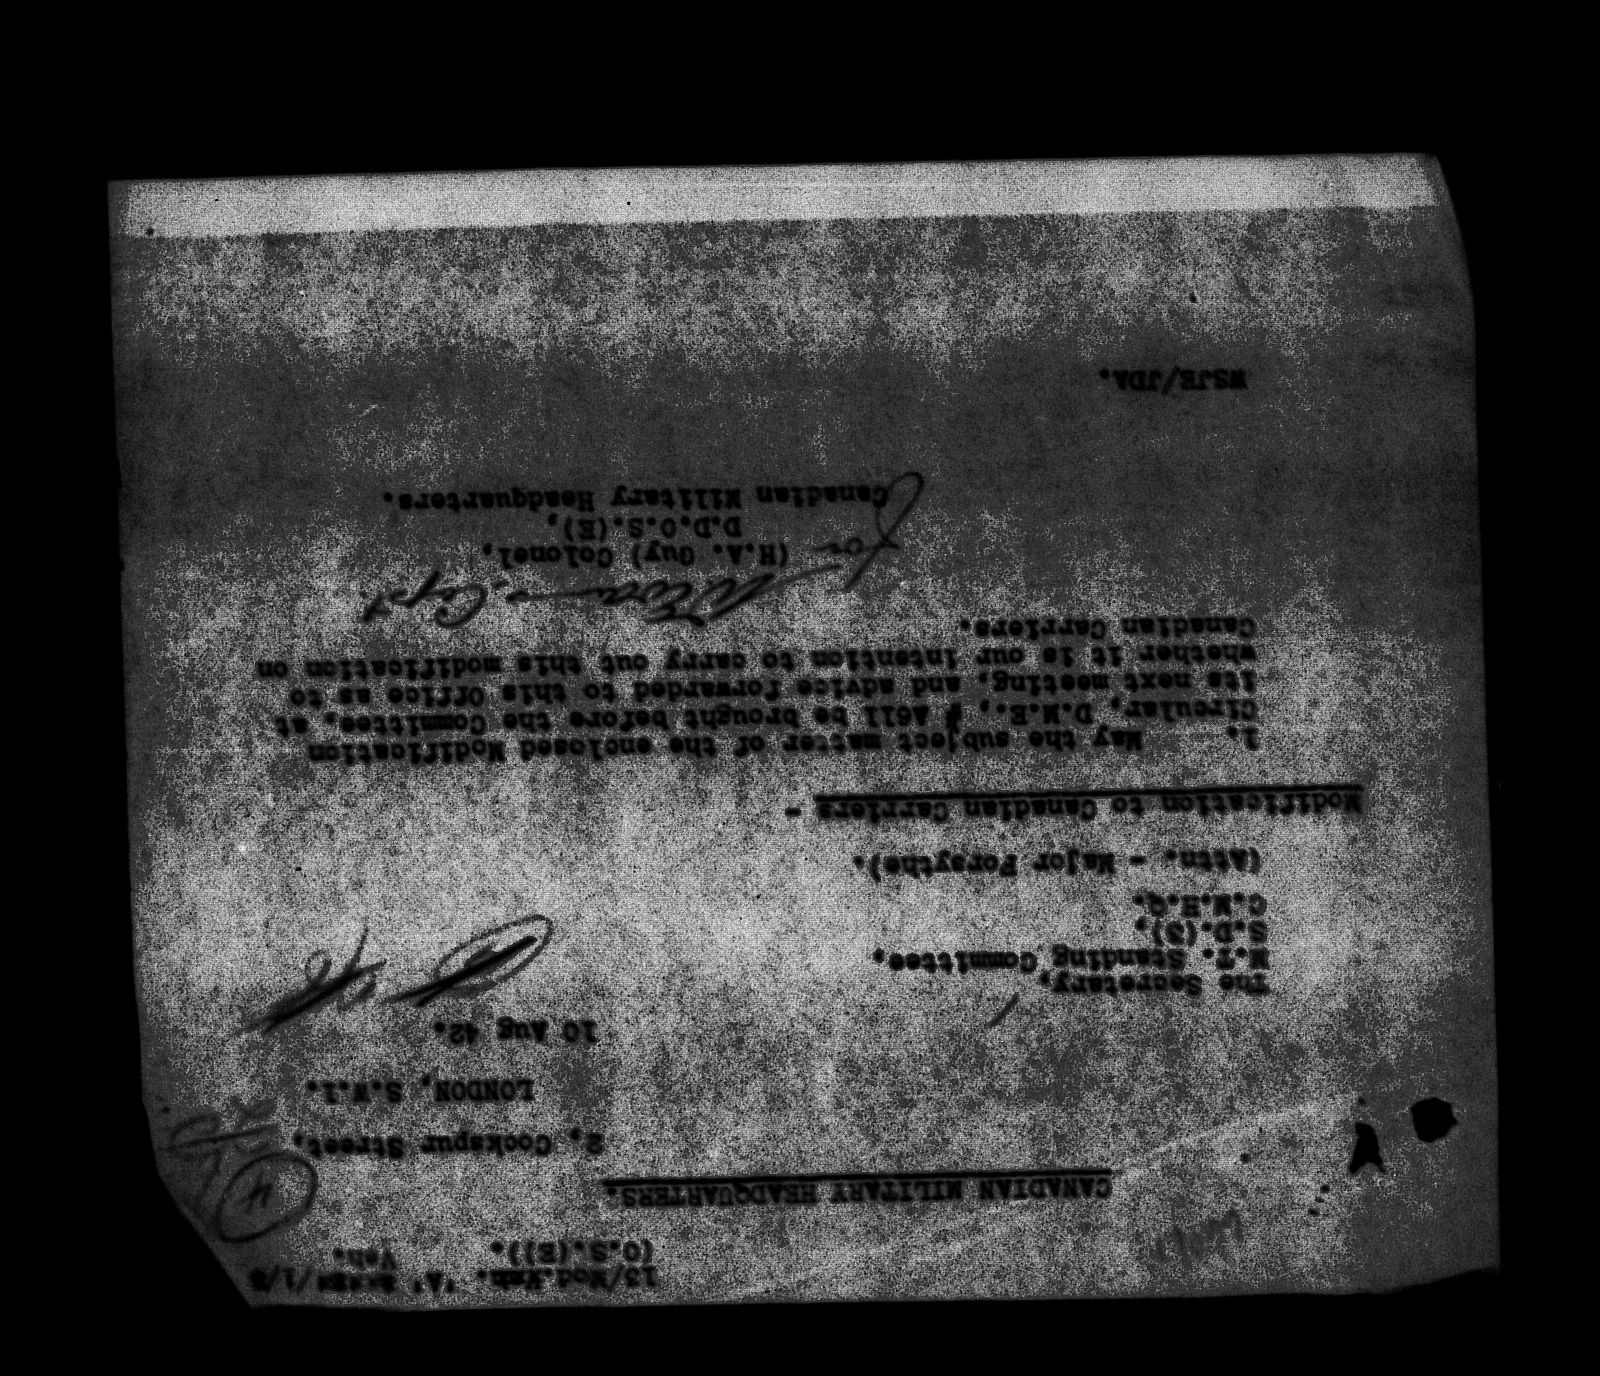 13/Mod.Veh. 'A'
(O.S.(E)). Veh.
CANADIAN MILITARY HEADQUARTERS.
4
2, Cockspur Street,
LONDON, S.W.1.
10 Aug 42.
The Secretary,
W.T. Standing Committee,
S.D.(3),
C.M.H.Q.
(Attn. - Major Forsythe).
Modification to Canadian Carriers -
1. May the subject matter of the enclosed Modification
Circular, D.M.E., A611 be brought before the Committee, at
its next meeting, and advice forwarded to this Office as to
whether it is our intention to carry out this modification on
Canadian Carriers.
Capt.
for (H.A. Guy) Colonel,
D.D.O.S.(E),
Canadian Military Headquarters.
WSJE/JDA.